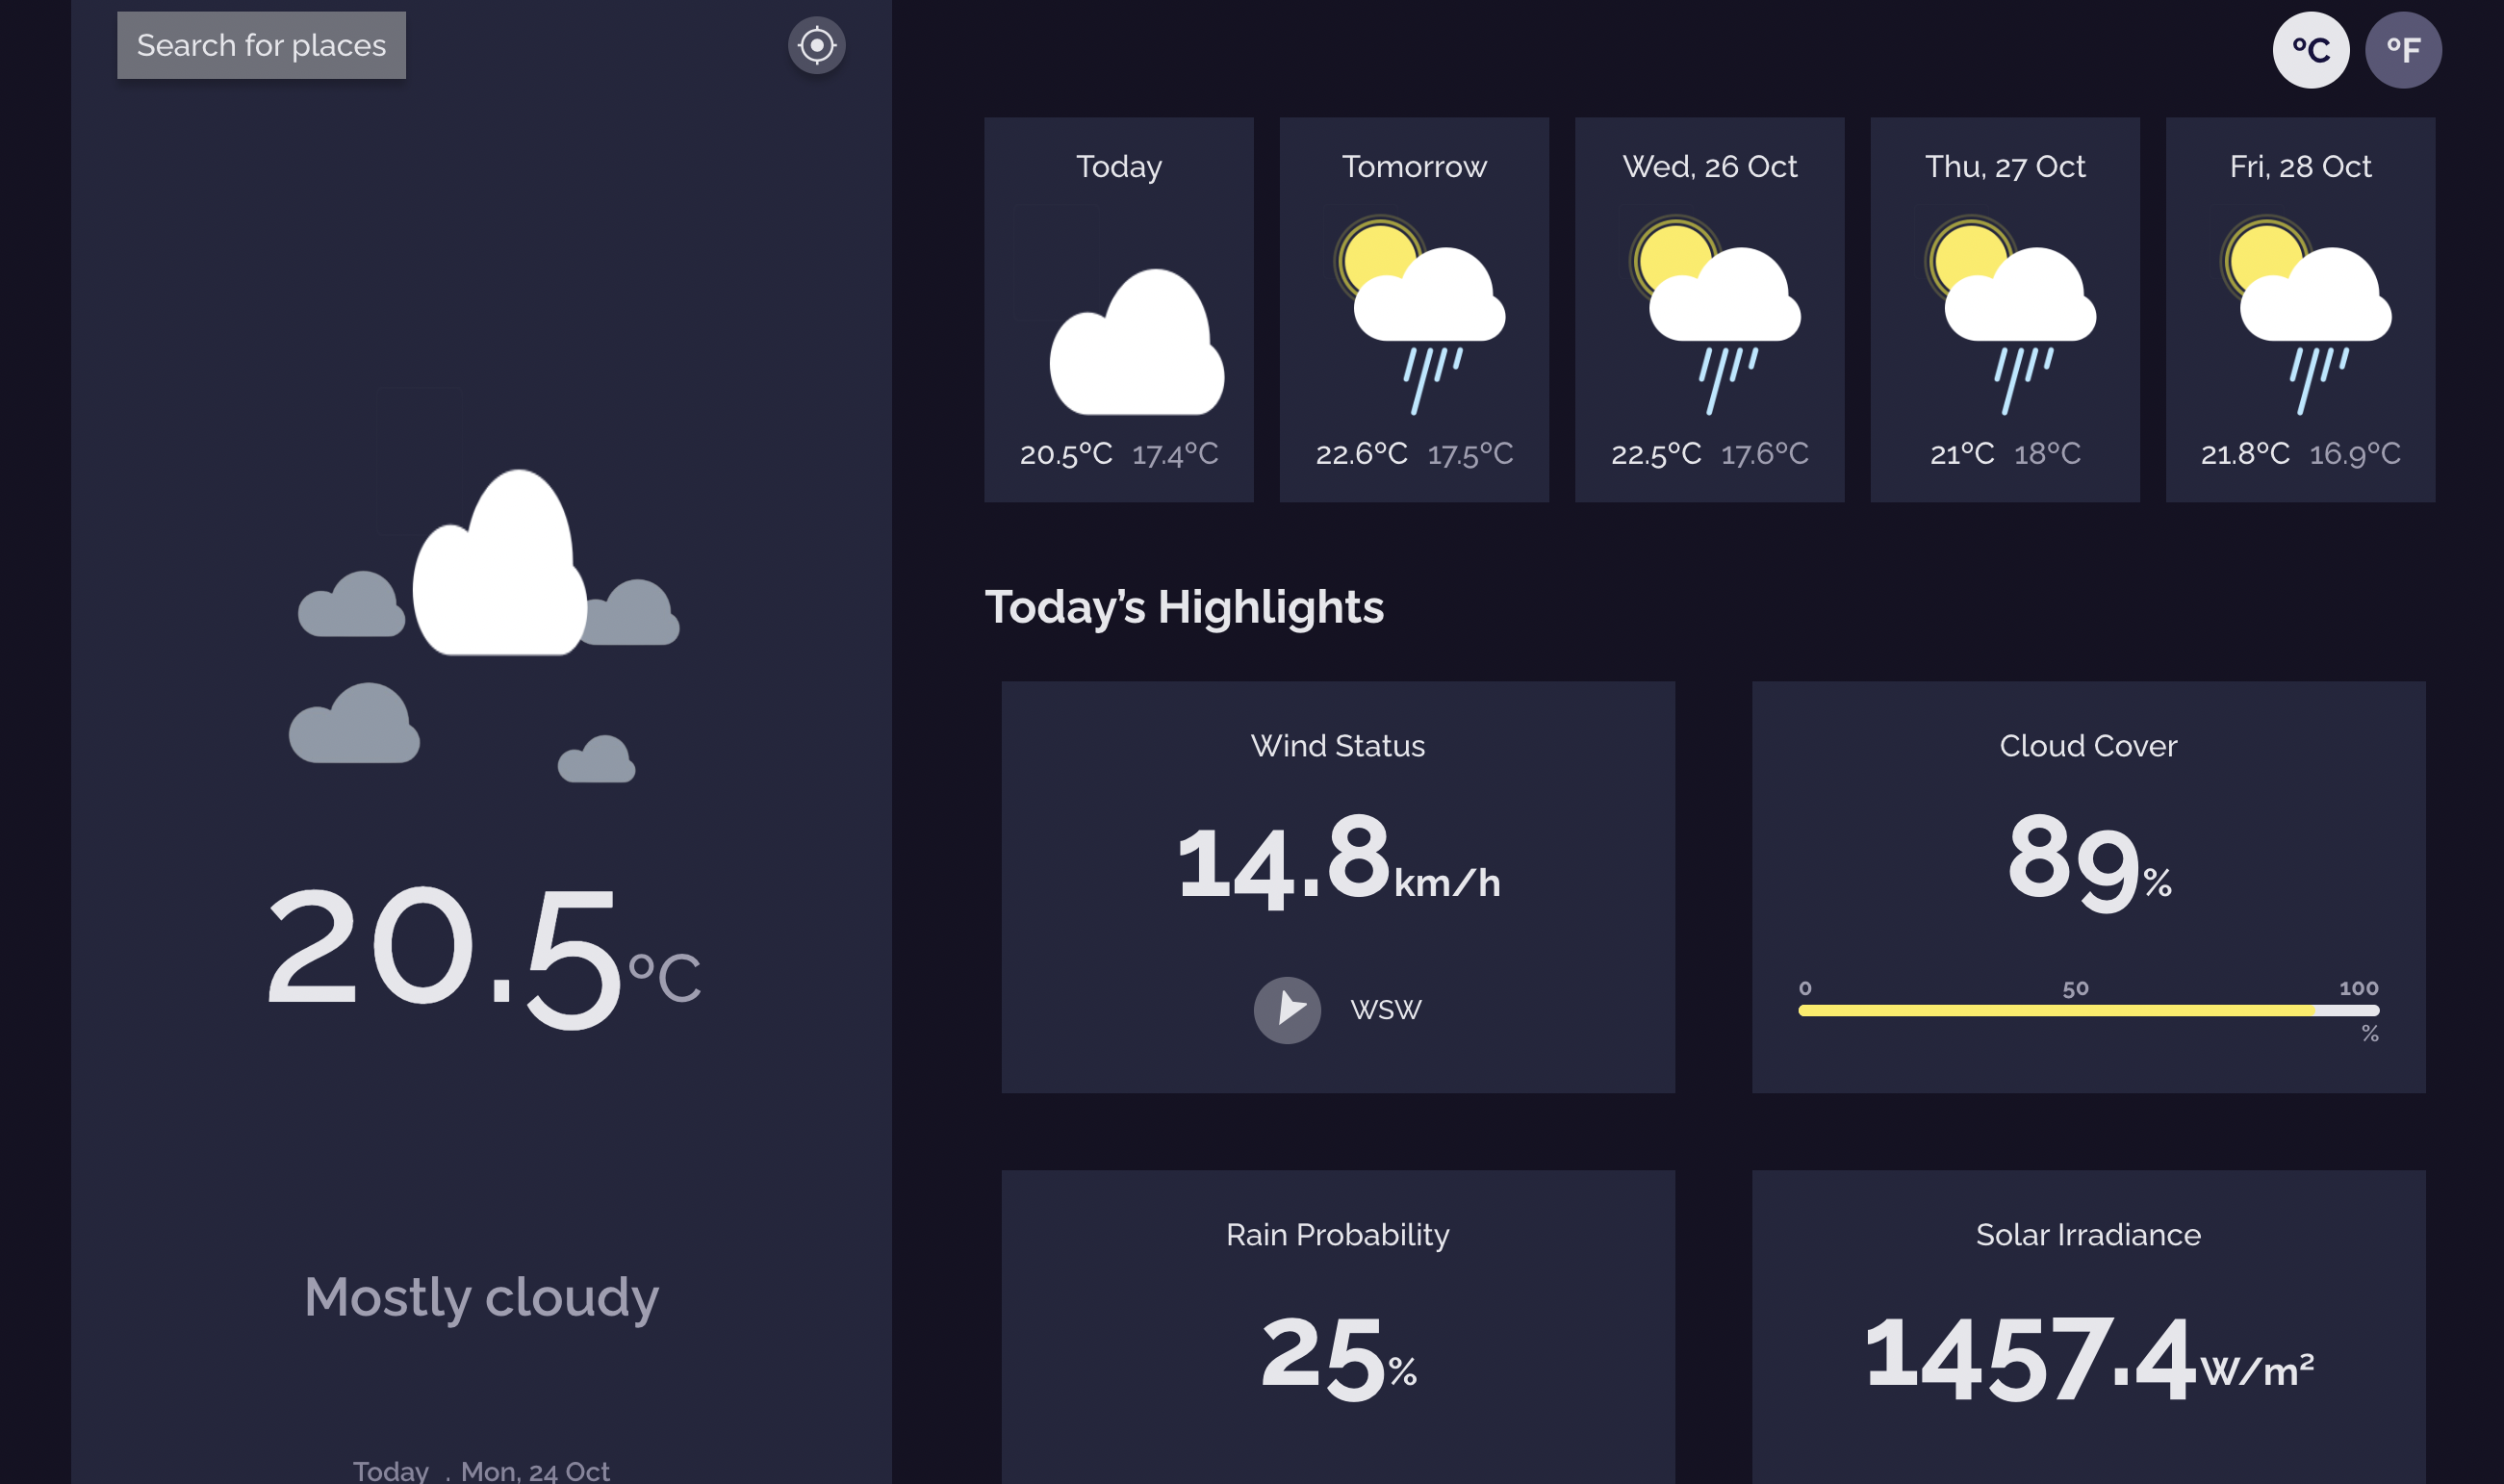 Search for places
°C °F
Today
20.5°C 17.4°C
Tomorrow
22.6°C 17.5°C
Wed, 26 Oct
22.5°C 17.6°C
Thu, 27 Oct
21°C 18°C
Fri, 28 Oct
21.8°C 16.9°C
20.5°C
Mostly cloudy
Today . Mon, 24 Oct
Today's Highlights
Wind Status
14.8km/h
WSW
Cloud Cover
89%
0 50 100
%
Rain Probability
25%
Solar Irradiance
1457.4W/m²